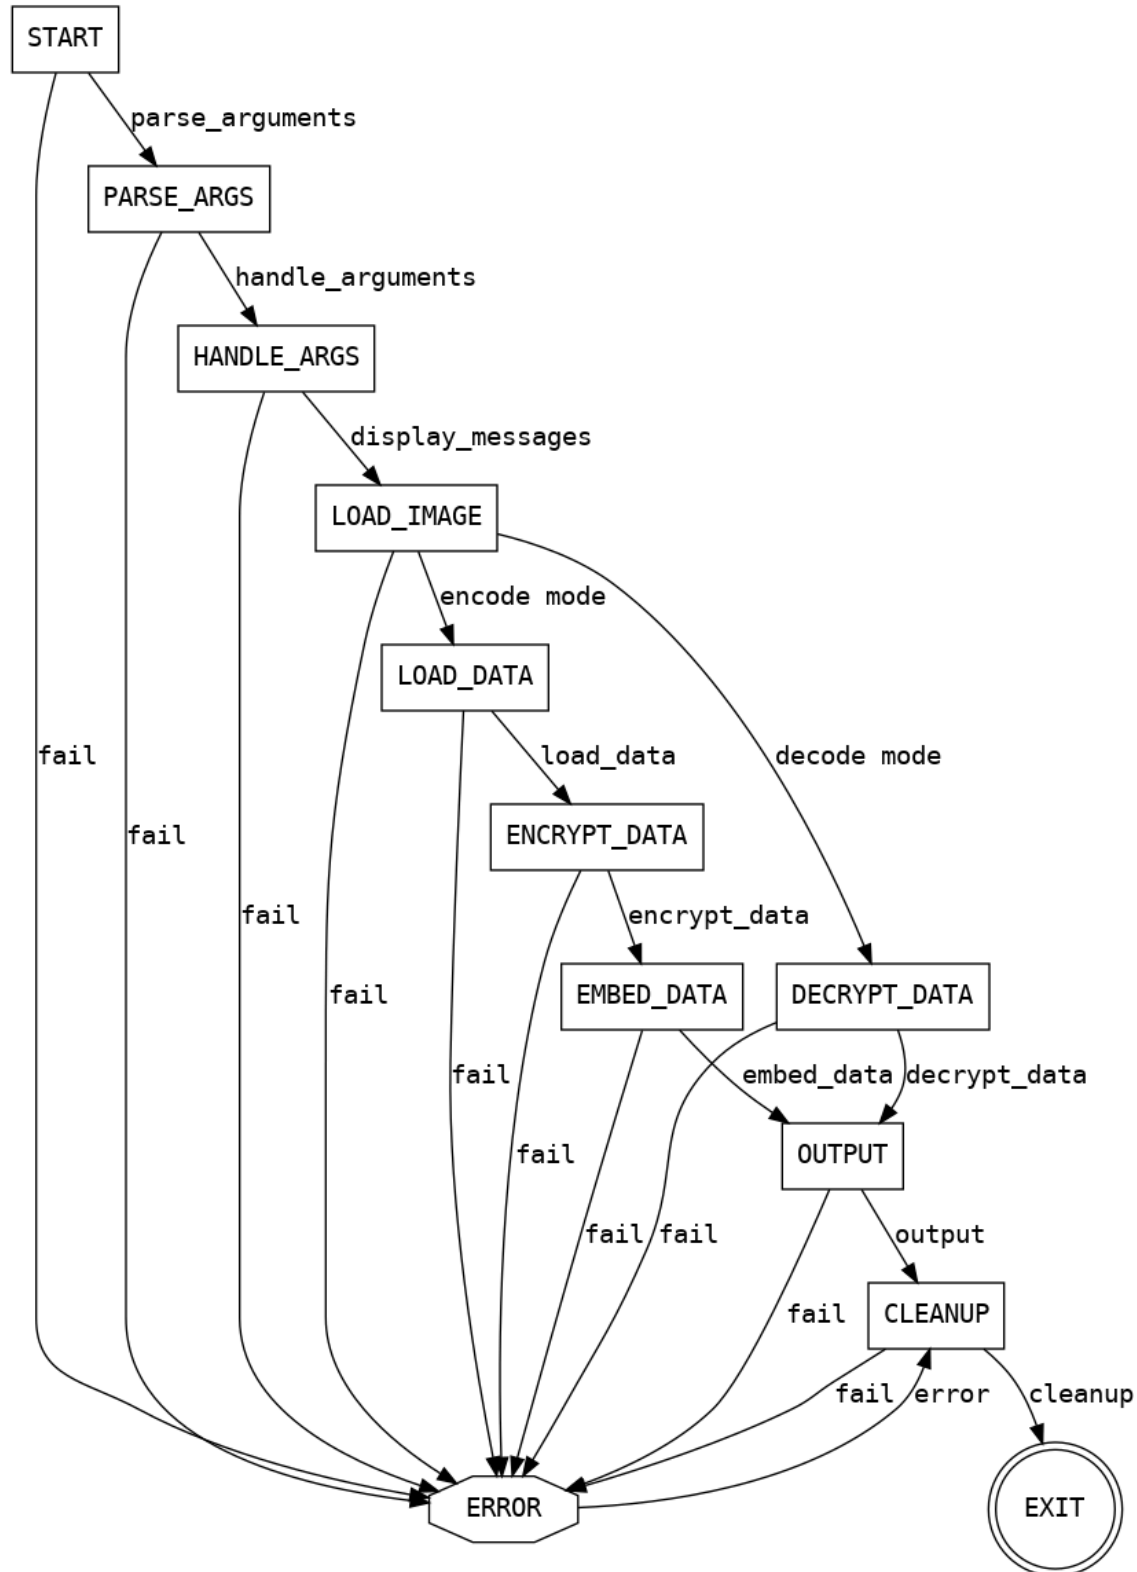 START
parse_arguments
PARSE_ARGS
handle_arguments
HANDLE_ARGS
display_messages
LOAD_IMAGE
encode mode
LOAD_DATA
fail
load_data
decode mode
fail
ENCRYPT_DATA
fail
encrypt_data
fail
EMBED_DATA
DECRYPT_DATA
fail
embed_data
decrypt_data
fail
OUTPUT
fail
fail
output
fail
CLEANUP
fail
error
cleanup
ERROR
EXIT